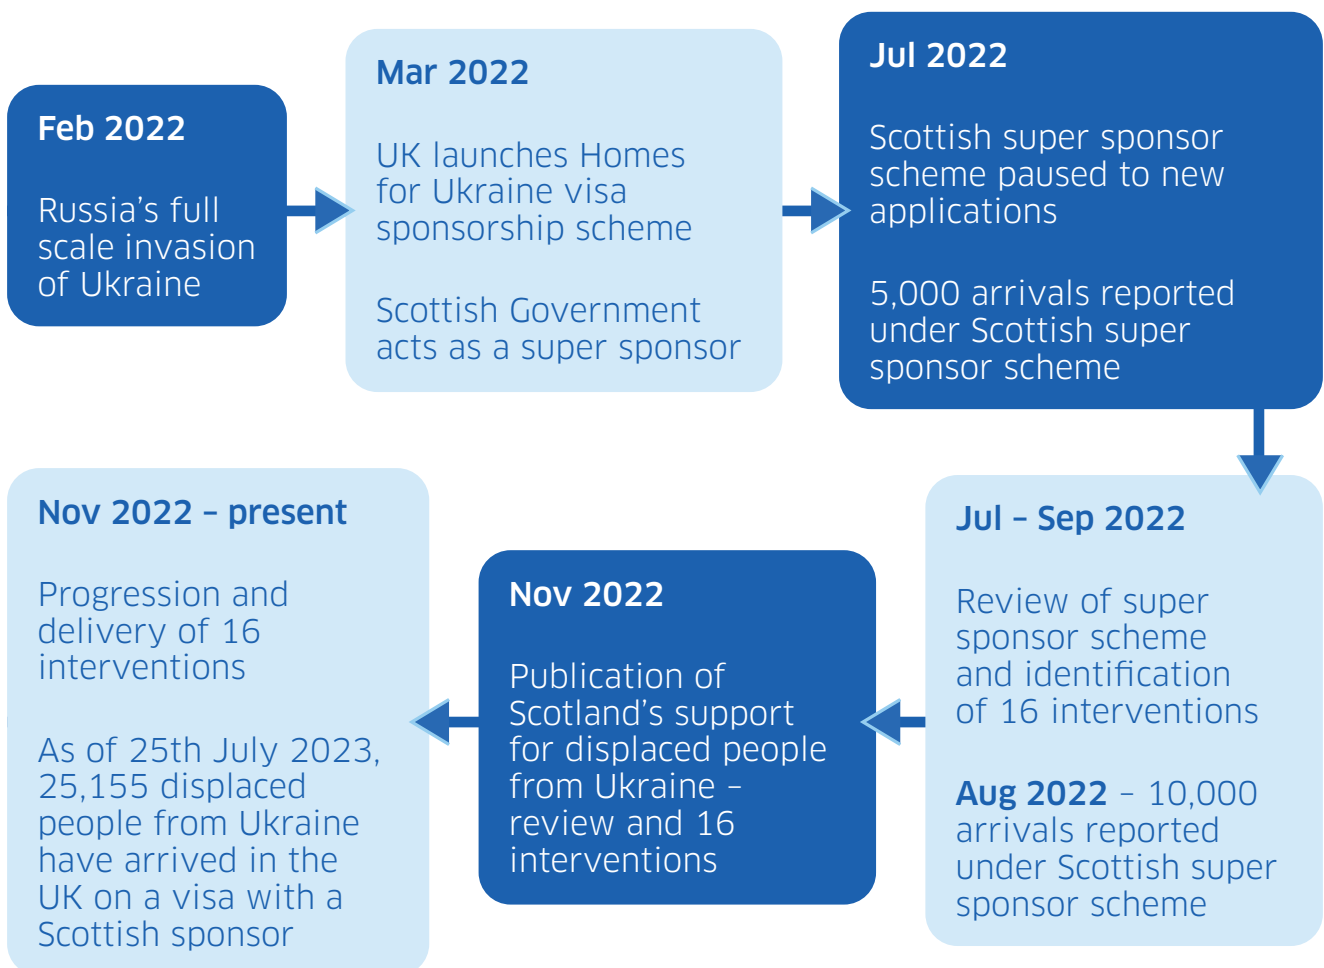 Feb 2022
Russia’s full
scale invasion
of Ukraine
Mar 2022
UK launches Homes
for Ukraine visa
sponsorship scheme
Scottish Government
acts as a super sponsor
Jul 2022
Scottish super sponsor
scheme paused to new
applications
5,000 arrivals reported
under Scottish super
sponsor scheme
Jul – Sep 2022
Review of super
sponsor scheme
and identification
of 16 interventions
Aug 2022 – 10,000
arrivals reported
under Scottish super
sponsor scheme
Nov 2022
Publication of
Scotland’s support
for displaced people
from Ukraine –
review and 16
interventions
Nov 2022 – present
Progression and
delivery of 16
interventions
As of 25th July 2023,
25,155 displaced
people from Ukraine
have arrived in the
UK on a visa with a
Scottish sponsor